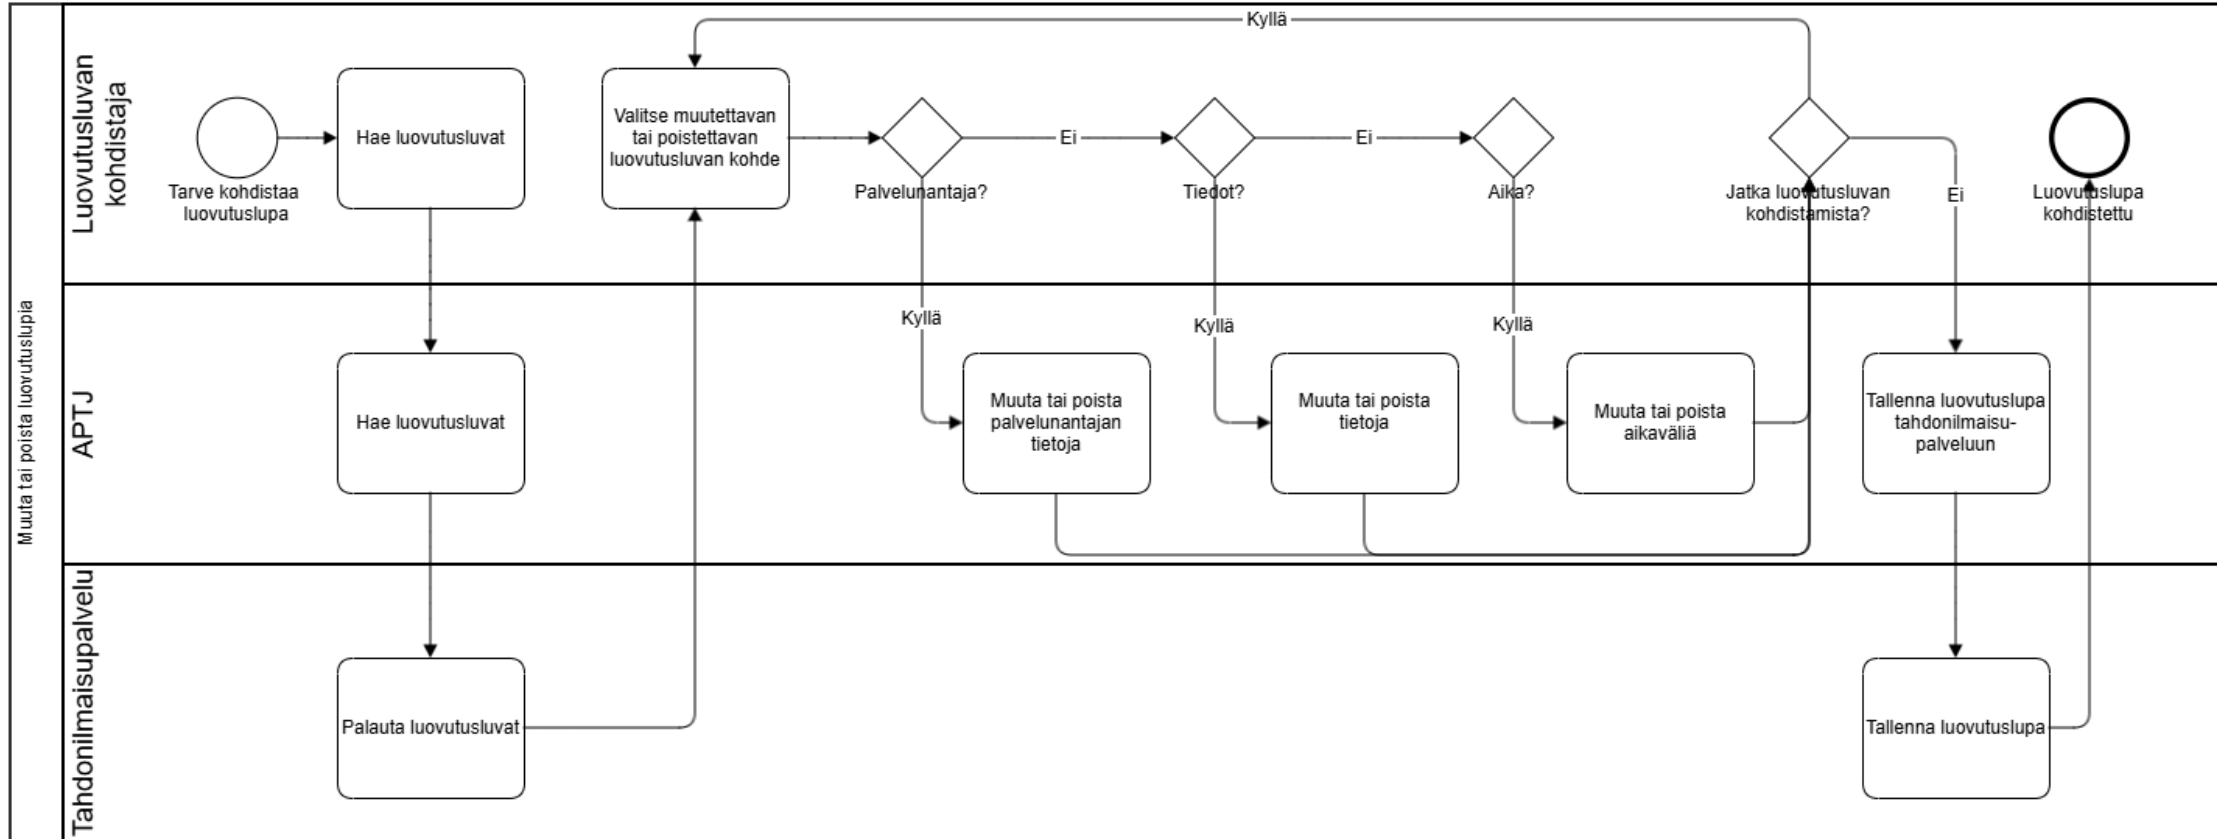 Muuta tai poista luovutuslupia
Luovutusluvan
kohdistaja
Tarve kohdistaa
luovutuslupa
Hae luovutusluvat
Valitse muutettavan
tai poistettavan
luovutusluvan kohde
Kyllä
Palvelunantaja?
Ei
Tiedot?
Ei
Aika?
Jatka luovutusluvan
kohdistamista?
Ei
Luovutuslupa
kohdistettu
APTJ
Hae luovutusluvat
Kyllä
Muuta tai poista
palvelunantajan
tietoja
Kyllä
Muuta tai poista
tietoja
Kyllä
Muuta tai poista
aikaväliä
Tallenna luovutuslupa
tahdonilmaisu-
palveluun
Tahdonilmaisupalvelu
Palauta luovutusluvat
Tallenna luovutuslupa